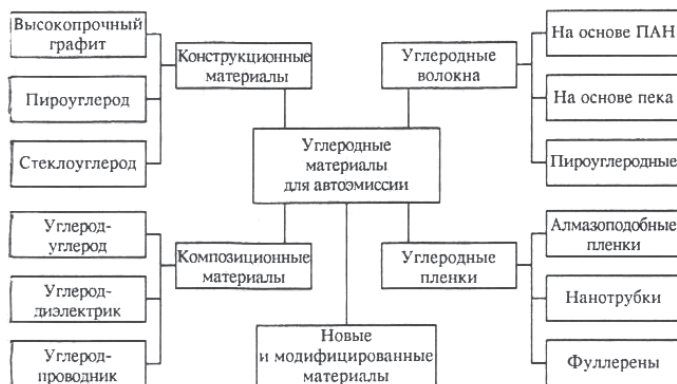 Высокопрочный
графит
Пироуглерод
Стеклоуглерод
Конструкционные
материалы
Углеродные
волокна
На основе ПАН
На основе пека
Пироуглеродные
Углеродные
материалы
для автоэмиссии
Углерод-
углерод
Углерод-
диэлектрик
Углерод-
проводник
Композиционные
материалы
Углеродные
пленки
Алмазоподобные
пленки
Нанотрубки
Фуллерены
Новые
и модифицированные
материалы